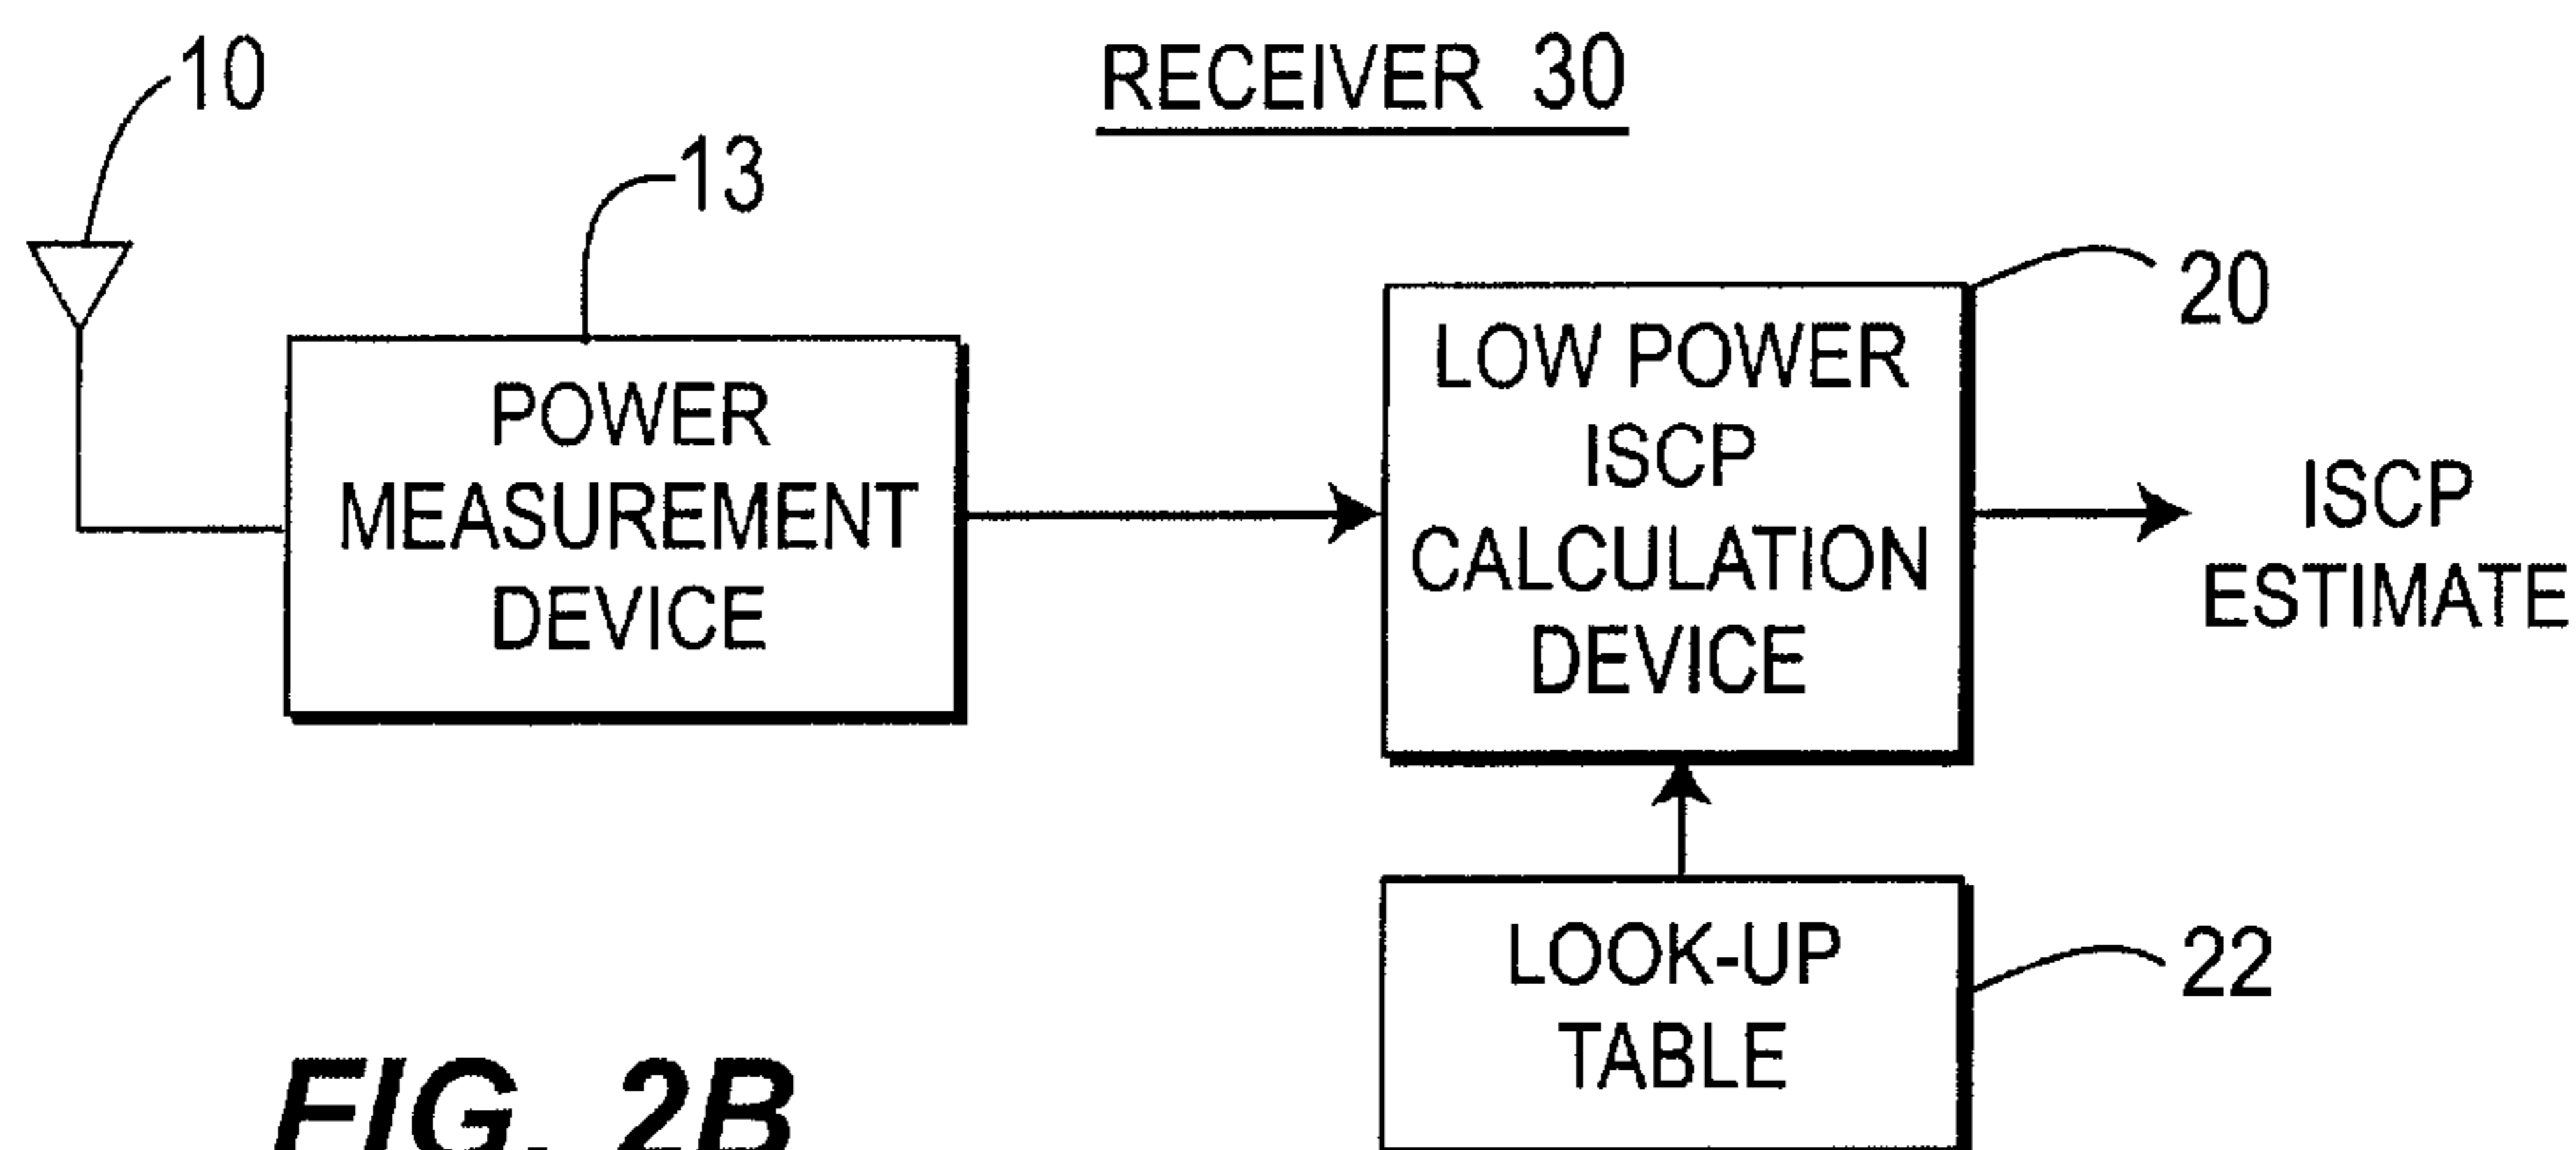 10
RECEIVER 30
13
20
POWER
MEASUREMENT
DEVICE
LOW POWER
ISCP
CALCULATION
DEVICE
ISCP
ESTIMATE
LOOK-UP
TABLE
22
FIG. 2B